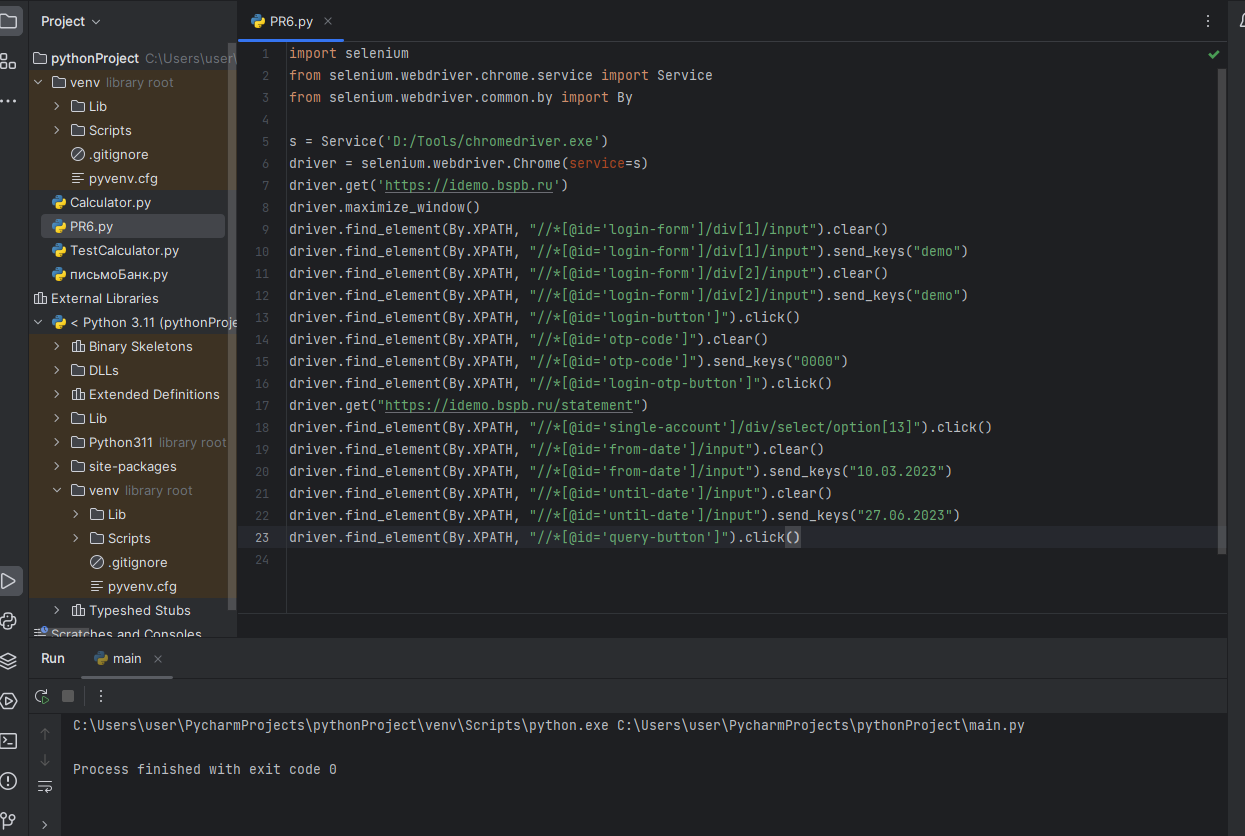 Project
PR6.py
pythonProject C:\Users\user\
venv library root
Lib
Scripts
.gitignore
pyvenv.cfg
Calculator.py
PR6.py
TestCalculator.py
письмоБанк.py
External Libraries
< Python 3.11 (pythonProje
Binary Skeletons
DLLs
Extended Definitions
Lib
Python311 library root
site-packages
venv library root
Lib
Scripts
.gitignore
pyvenv.cfg
Typeshed Stubs
Scratches and Consoles
1 import selenium
2 from selenium.webdriver.chrome.service import Service
3 from selenium.webdriver.common.by import By
4
5 s = Service('D:/Tools/chromedriver.exe')
6 driver = selenium.webdriver.Chrome(service=s)
7 driver.get('https://idemo.bspb.ru')
8 driver.maximize_window()
9 driver.find_element(By.XPATH, "//*[@id='login-form']/div[1]/input").clear()
10 driver.find_element(By.XPATH, "//*[@id='login-form']/div[1]/input").send_keys("demo")
11 driver.find_element(By.XPATH, "//*[@id='login-form']/div[2]/input").clear()
12 driver.find_element(By.XPATH, "//*[@id='login-form']/div[2]/input").send_keys("demo")
13 driver.find_element(By.XPATH, "//*[@id='login-button']").click()
14 driver.find_element(By.XPATH, "//*[@id='otp-code']").clear()
15 driver.find_element(By.XPATH, "//*[@id='otp-code']").send_keys("0000")
16 driver.find_element(By.XPATH, "//*[@id='login-otp-button']").click()
17 driver.get("https://idemo.bspb.ru/statement")
18 driver.find_element(By.XPATH, "//*[@id='single-account']/div/select/option[13]").click()
19 driver.find_element(By.XPATH, "//*[@id='from-date']/input").clear()
20 driver.find_element(By.XPATH, "//*[@id='from-date']/input").send_keys("10.03.2023")
21 driver.find_element(By.XPATH, "//*[@id='until-date']/input").clear()
22 driver.find_element(By.XPATH, "//*[@id='until-date']/input").send_keys("27.06.2023")
23 driver.find_element(By.XPATH, "//*[@id='query-button']").click()
24
Run main
C:\Users\user\PycharmProjects\pythonProject\venv\Scripts\python.exe C:\Users\user\PycharmProjects\pythonProject\main.py
Process finished with exit code 0